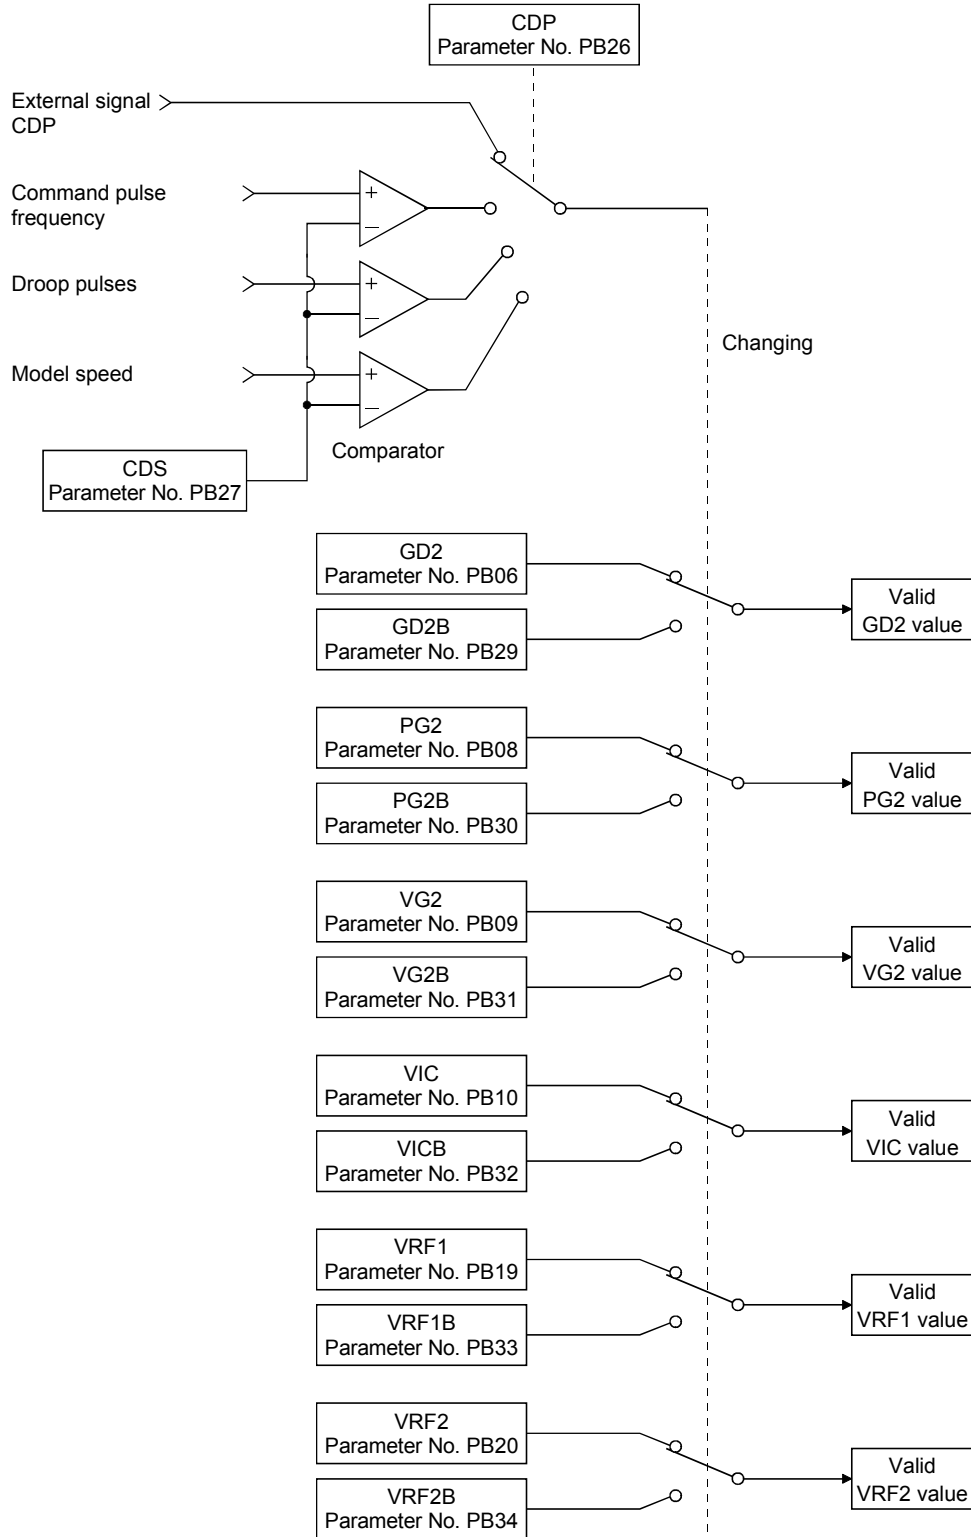 CDP
Parameter No. PB26
External signal
CDP
Command pulse
frequency
+
−
Droop pulses
+
−
Changing
Model speed
+
−
Comparator
CDS
Parameter No. PB27
GD2
Parameter No. PB06
Valid
GD2 value
GD2B
Parameter No. PB29
PG2
Parameter No. PB08
Valid
PG2 value
PG2B
Parameter No. PB30
VG2
Parameter No. PB09
Valid
VG2 value
VG2B
Parameter No. PB31
VIC
Parameter No. PB10
Valid
VIC value
VICB
Parameter No. PB32
VRF1
Parameter No. PB19
Valid
VRF1 value
VRF1B
Parameter No. PB33
VRF2
Parameter No. PB20
Valid
VRF2 value
VRF2B
Parameter No. PB34